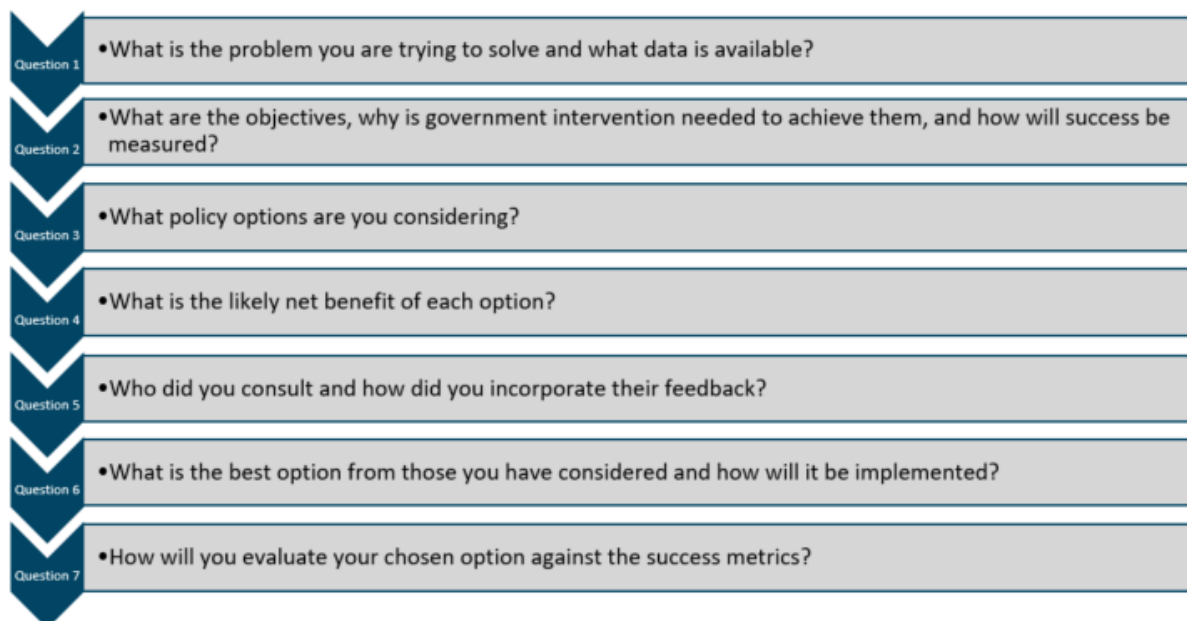 Question 1
•What is the problem you are trying to solve and what data is available?
Question 2
•What are the objectives, why is government intervention needed to achieve them, and how will success be
measured?
Question 3
•What policy options are you considering?
Question 4
•What is the likely net benefit of each option?
Question 5
•Who did you consult and how did you incorporate their feedback?
Question 6
•What is the best option from those you have considered and how will it be implemented?
Question 7
•How will you evaluate your chosen option against the success metrics?